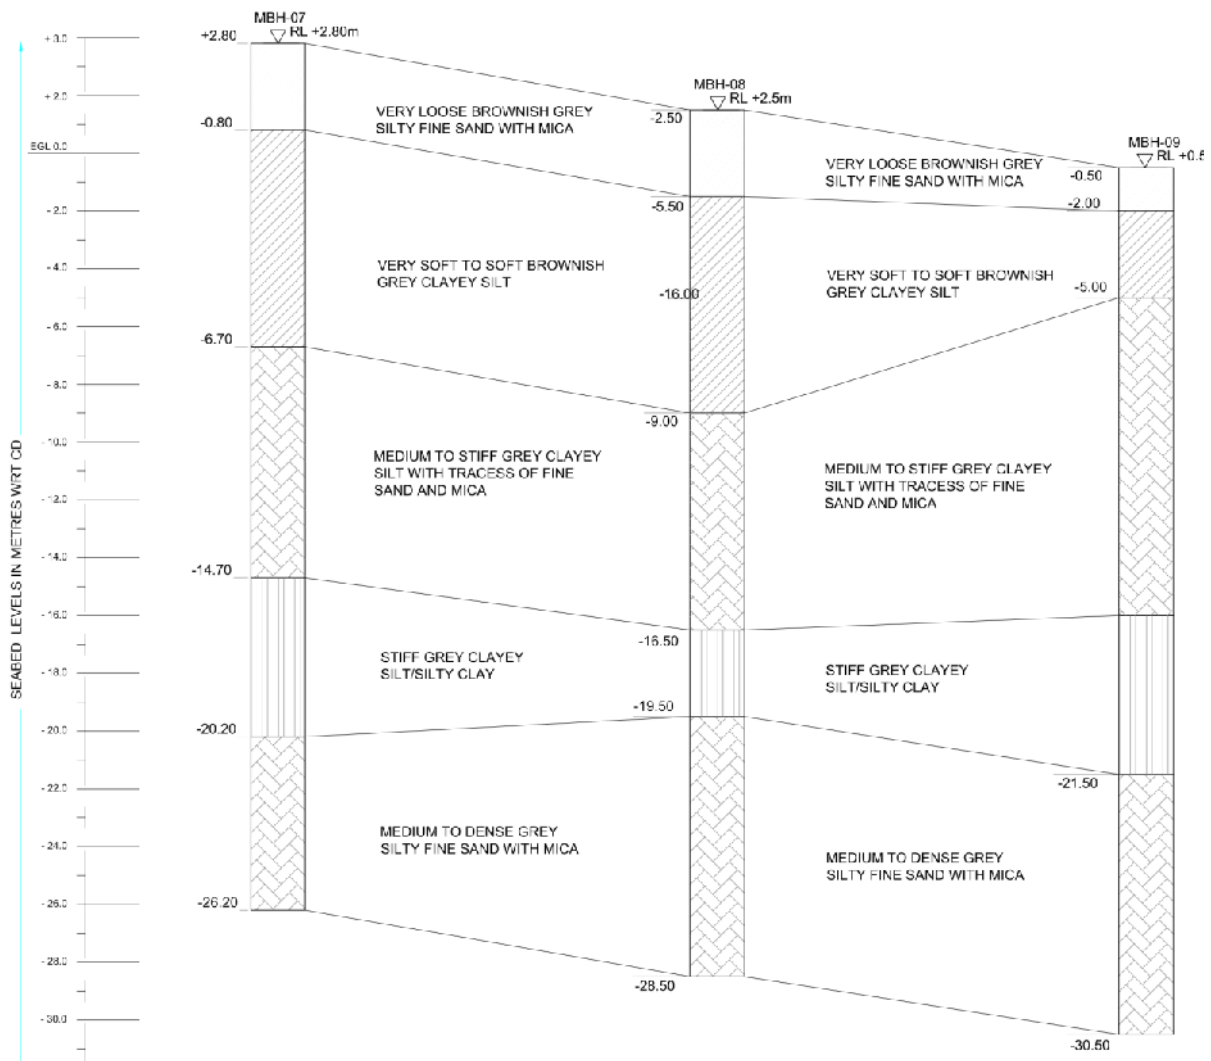 MBH-07
+3.0
+2.80
RL +2.80m
MBH-08
RL +2.5m
+2.0
VERY LOOSE BROWNISH GREY
SILTY FINE SAND WITH MICA
-2.50
-0.80
MBH-09
RL +0.5
EGL 0.0
VERY LOOSE BROWNISH GREY
SILTY FINE SAND WITH MICA
-0.50
-5.50
-2.00
- 2.0
VERY SOFT TO SOFT BROWNISH
GREY CLAYEY SILT
VERY SOFT TO SOFT BROWNISH
GREY CLAYEY SILT
- 4.0
-16.00
-5.00
- 6.0
-6.70
- 8.0
-9.00
- 10.0
SEABED LEVELS IN METRES WRT CD
MEDIUM TO STIFF GREY CLAYEY
SILT WITH TRACESS OF FINE
SAND AND MICA
MEDIUM TO STIFF GREY CLAYEY
SILT WITH TRACESS OF FINE
SAND AND MICA
- 12.0
- 14.0
-14.70
- 16.0
-16.50
STIFF GREY CLAYEY
SILT/SILTY CLAY
STIFF GREY CLAYEY
SILT/SILTY CLAY
- 18.0
-19.50
- 20.0
-20.20
-21.50
- 22.0
MEDIUM TO DENSE GREY
SILTY FINE SAND WITH MICA
- 24.0
MEDIUM TO DENSE GREY
SILTY FINE SAND WITH MICA
- 26.0
-26.20
- 28.0
-28.50
- 30.0
-30.50